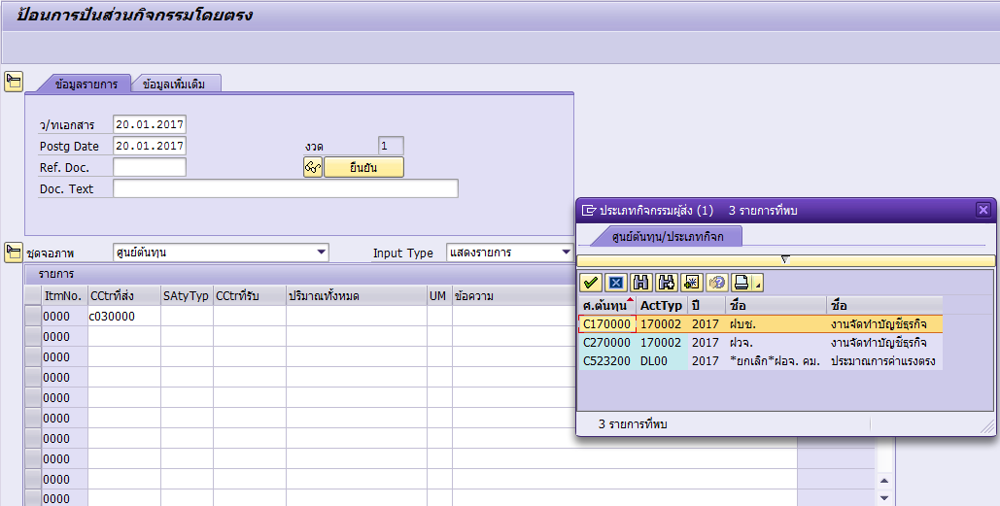 ป้อนการปันส่วนกิจกรรมโดยตรง
ข้อมูลรายการ ข้อมูลเพิ่มเติม
ว/ทเอกสาร 20.01.2017
Postg Date 20.01.2017 งวด 1
Ref. Doc. ยืนยัน
Doc. Text
ชุดจอภาพ ศูนย์ต้นทุน Input Type แสดงรายการ
รายการ
ItmNo. CCtrที่ส่ง SAtyTyp CCtrที่รับ ปริมาณทั้งหมด UM ข้อความ
0000 c030000
0000
0000
0000
0000
0000
0000
0000
0000
0000
ประเภทกิจกรรมผู้ส่ง (1) 3 รายการที่พบ
ศูนย์ต้นทุน/ประเภทกิจก
ศ.ต้นทุน ActTyp ปี ชื่อ ชื่อ
C170000 170002 2017 ฝบช. งานจัดทำบัญชีธุรกิจ
C270000 170002 2017 ฝวจ. งานจัดทำบัญชีธุรกิจ
C523200 DL00 2017 *ยกเลิก*ฝอจ. คม. ประมาณการค่าแรงตรง
3 รายการที่พบ